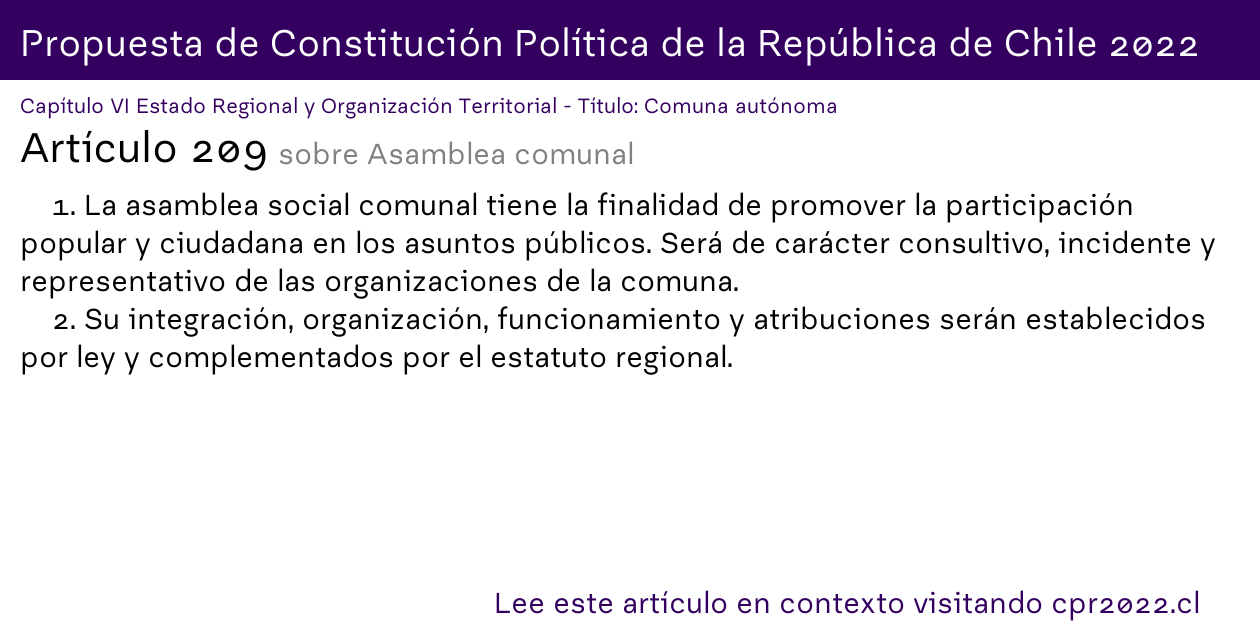 Propuesta de Constitución Política de la República de Chile 2022
Capítulo VI Estado Regional y Organización Territorial - Título: Comuna autónoma
Artículo 209 sobre Asamblea comunal
1. La asamblea social comunal tiene la finalidad de promover la participación
popular y ciudadana en los asuntos públicos. Será de carácter consultivo, incidente y
representativo de las organizaciones de la comuna.
2. Su integración, organización, funcionamiento y atribuciones serán establecidos
por ley y complementados por el estatuto regional.
Lee este artículo en contexto visitando cpr2022.cl